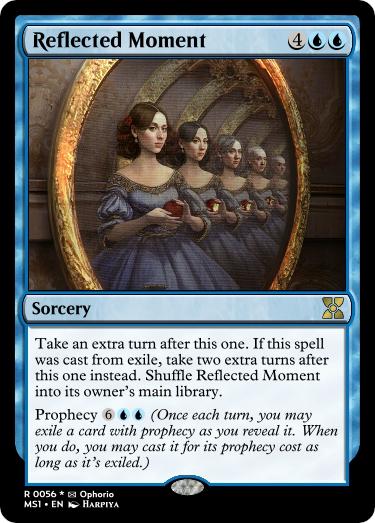 Reflected Moment 4
Sorcery
Take an extra turn after this one. If this spell
was cast from exile, take two extra turns after
this one instead. Shuffle Reflected Moment
into its owner's main library.
Prophecy 6 (Once each turn, you may
exile a card with prophecy as you reveal it. When
you do, you may cast it for its prophecy cost as
long as it's exiled.)
R 0056 * Ophorio
MS1 • EN Harpiya